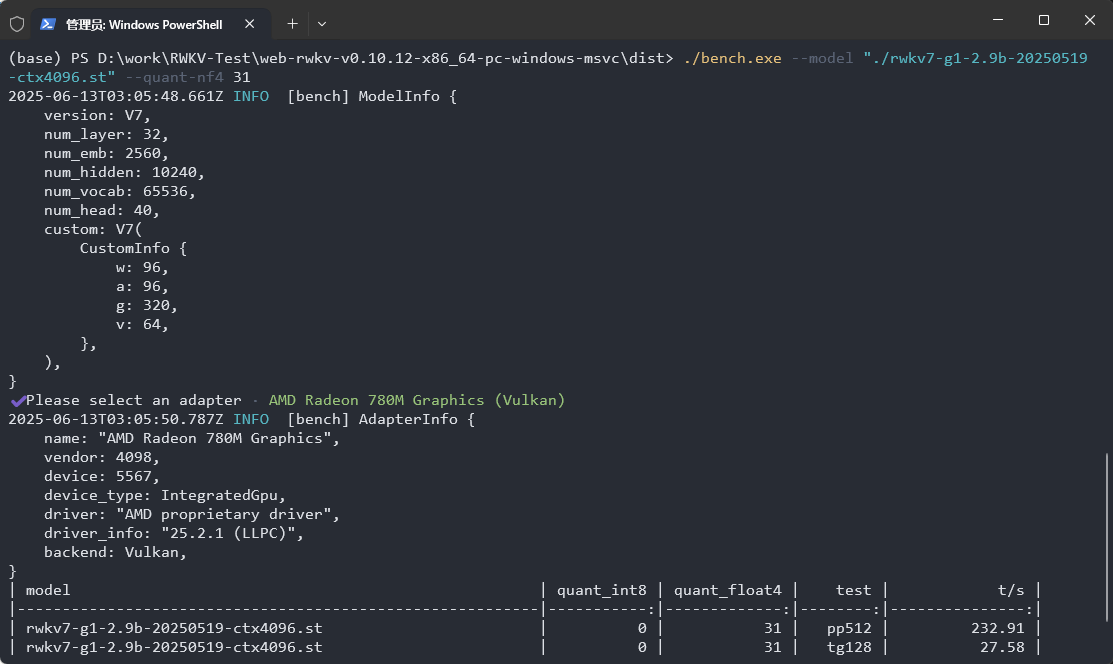 管理员: Windows PowerShell
(base) PS D:\work\RWKV-Test\web-rwkv-v0.10.12-x86_64-pc-windows-msvc\dist> ./bench.exe --model "./rwkv7-g1-2.9b-20250519
-ctx4096.st" --quant-nf4 31
2025-06-13T03:05:48.661Z INFO  [bench] ModelInfo {
    version: V7,
    num_layer: 32,
    num_emb: 2560,
    num_hidden: 10240,
    num_vocab: 65536,
    num_head: 40,
    custom: V7(
        CustomInfo {
            w: 96,
            a: 96,
            g: 320,
            v: 64,
        },
    ),
}
✔Please select an adapter · AMD Radeon 780M Graphics (Vulkan)
2025-06-13T03:05:50.787Z INFO  [bench] AdapterInfo {
    name: "AMD Radeon 780M Graphics",
    vendor: 4098,
    device: 5567,
    device_type: IntegratedGpu,
    driver: "AMD proprietary driver",
    driver_info: "25.2.1 (LLPC)",
    backend: Vulkan,
}
| model                                                    | quant_int8 | quant_float4 |    test |            t/s |
|----------------------------------------------------------|-----------:|-------------:|--------:|---------------:|
| rwkv7-g1-2.9b-20250519-ctx4096.st                        |          0 |           31 |   pp512 |         232.91 |
| rwkv7-g1-2.9b-20250519-ctx4096.st                        |          0 |           31 |   tg128 |          27.58 |